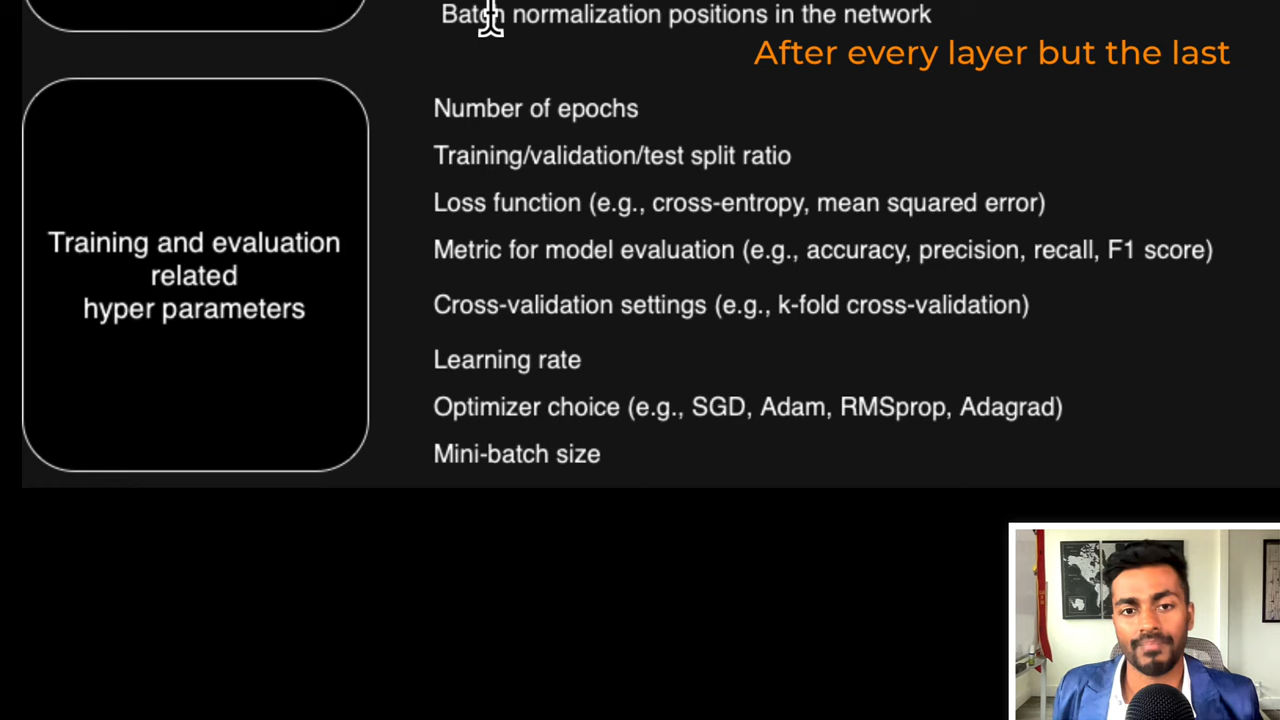 Batch normalization positions in the network
After every layer but the last
Training and evaluation
related
hyper parameters
Number of epochs
Training/validation/test split ratio
Loss function (e.g., cross-entropy, mean squared error)
Metric for model evaluation (e.g., accuracy, precision, recall, F1 score)
Cross-validation settings (e.g., k-fold cross-validation)
Learning rate
Optimizer choice (e.g., SGD, Adam, RMSprop, Adagrad)
Mini-batch size